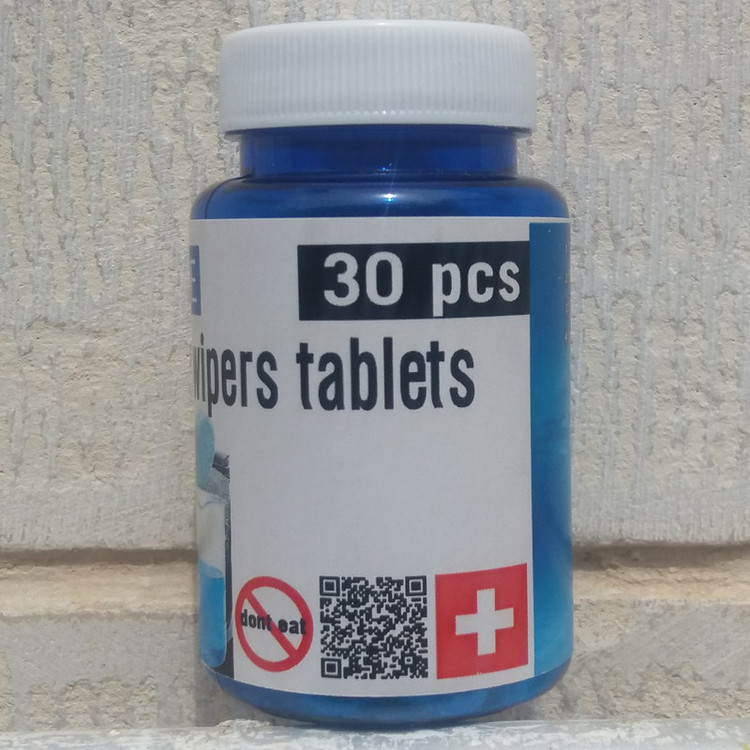 30 pcs
wipers tablets
dont eat